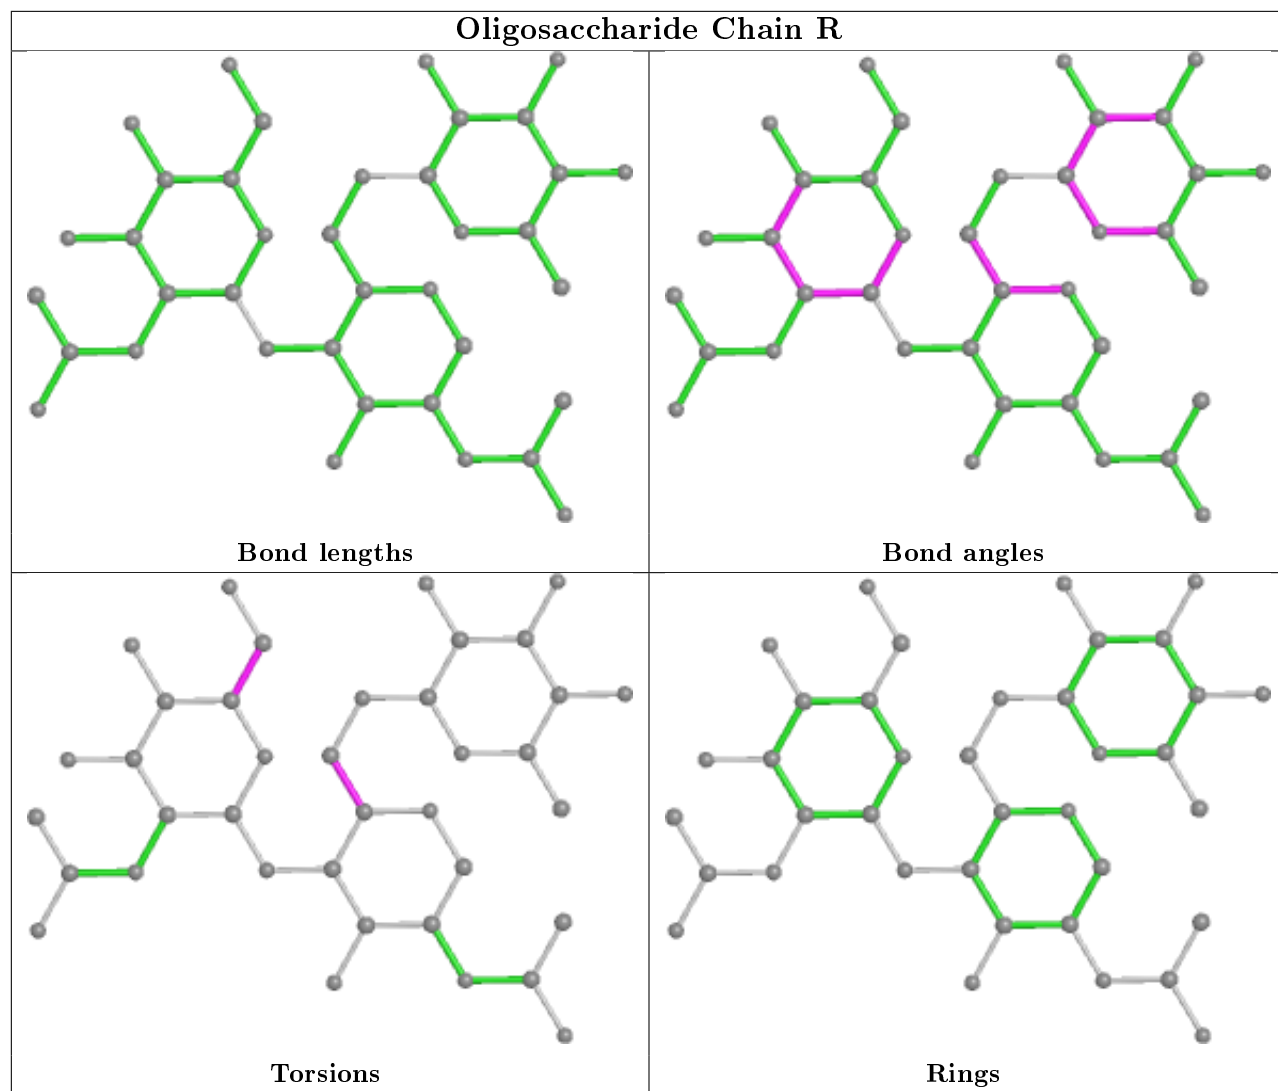 Oligosaccharide Chain R
Bond lengths
Bond angles
Torsions
Rings